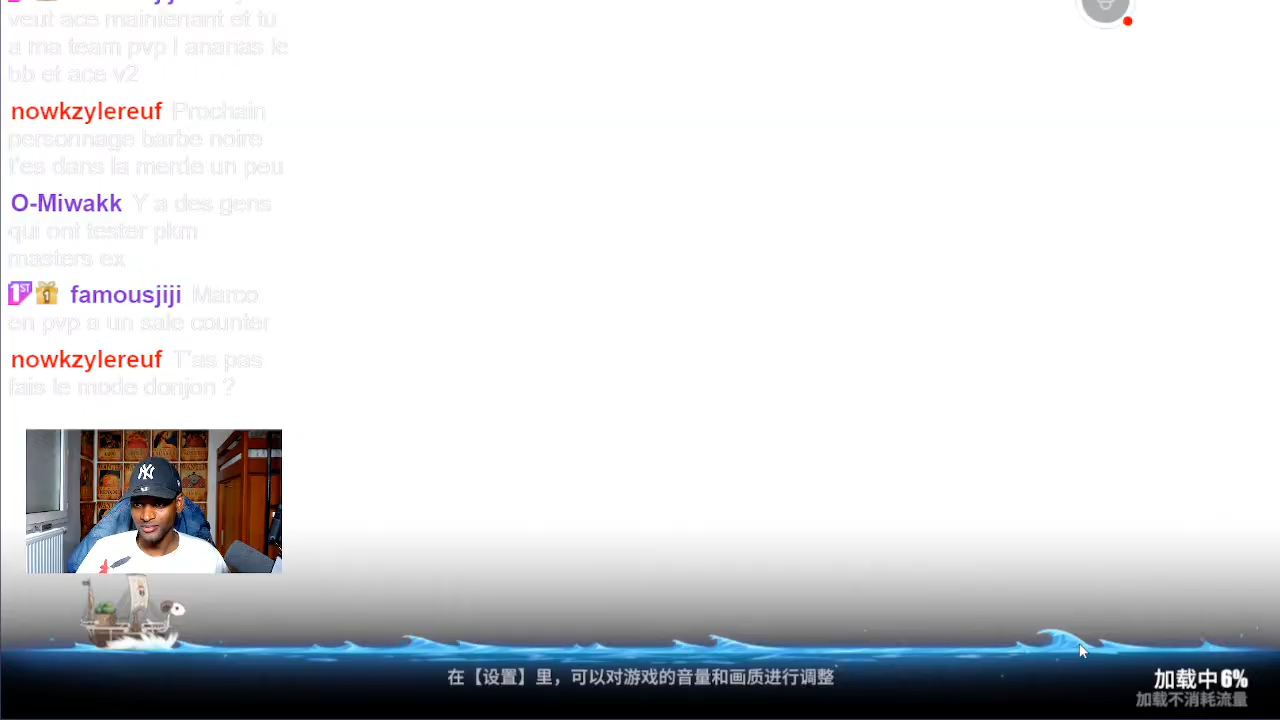 veut ace maintenant et tu
a ma team pvp l ananas le
bb et ace v2
nowkzylereuf Prochain
personnage barbe noire
t'es dans la merde un peu
O-Miwakk Y a des gens
qui ont tester pkm
masters ex
1ST 1 famousjiji Marco
en pvp a un sale counter
nowkzylereuf T'as pas
fais le mode donjon ?
在【设置】里，可以对游戏的音量和画质进行调整
加载中6%
加载不消耗流量